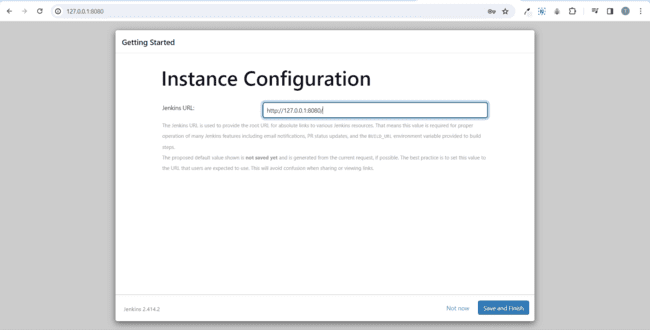 127.0.0.1:8080
Getting Started
Instance Configuration
Jenkins URL:
http://127.0.0.1:8080/
The Jenkins URL is used to provide the root URL for absolute links to various Jenkins resources. That means this value is required for proper
operation of many Jenkins features including email notifications, PR status updates, and the BUILD_URL environment variable provided to build
steps.
The proposed default value shown is not saved yet and is generated from the current request, if possible. The best practice is to set this value to
the URL that users are expected to use. This will avoid confusion when sharing or viewing links.
Jenkins 2.414.2
Not now
Save and Finish